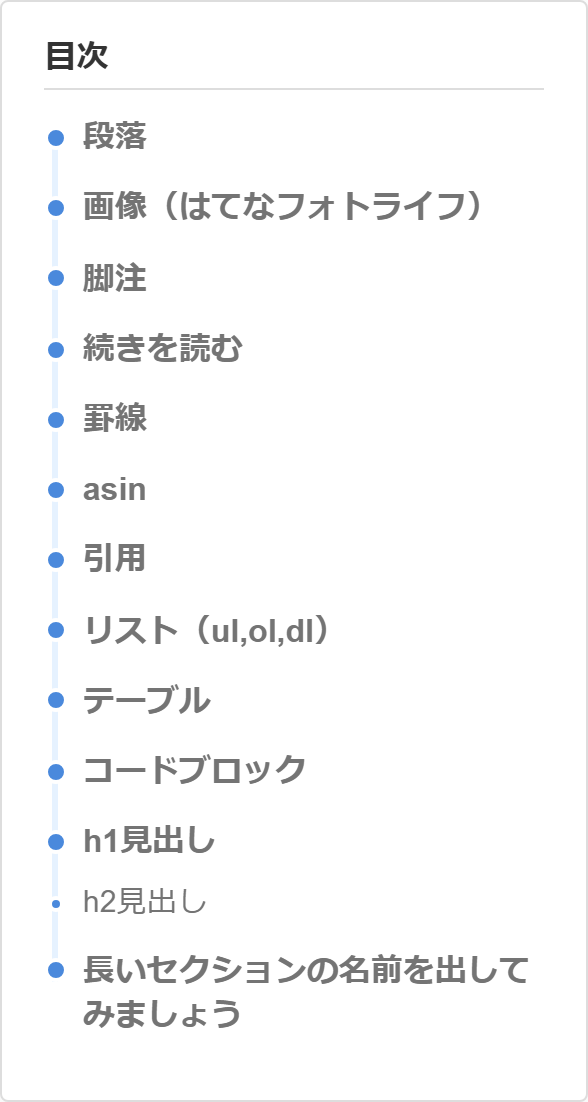 目次
段落
画像（はてなフォトライフ）
脚注
続きを読む
罫線
asin
引用
リスト（ul,ol,dl）
テーブル
コードブロック
h1見出し
h2見出し
長いセクションの名前を出して
みましょう